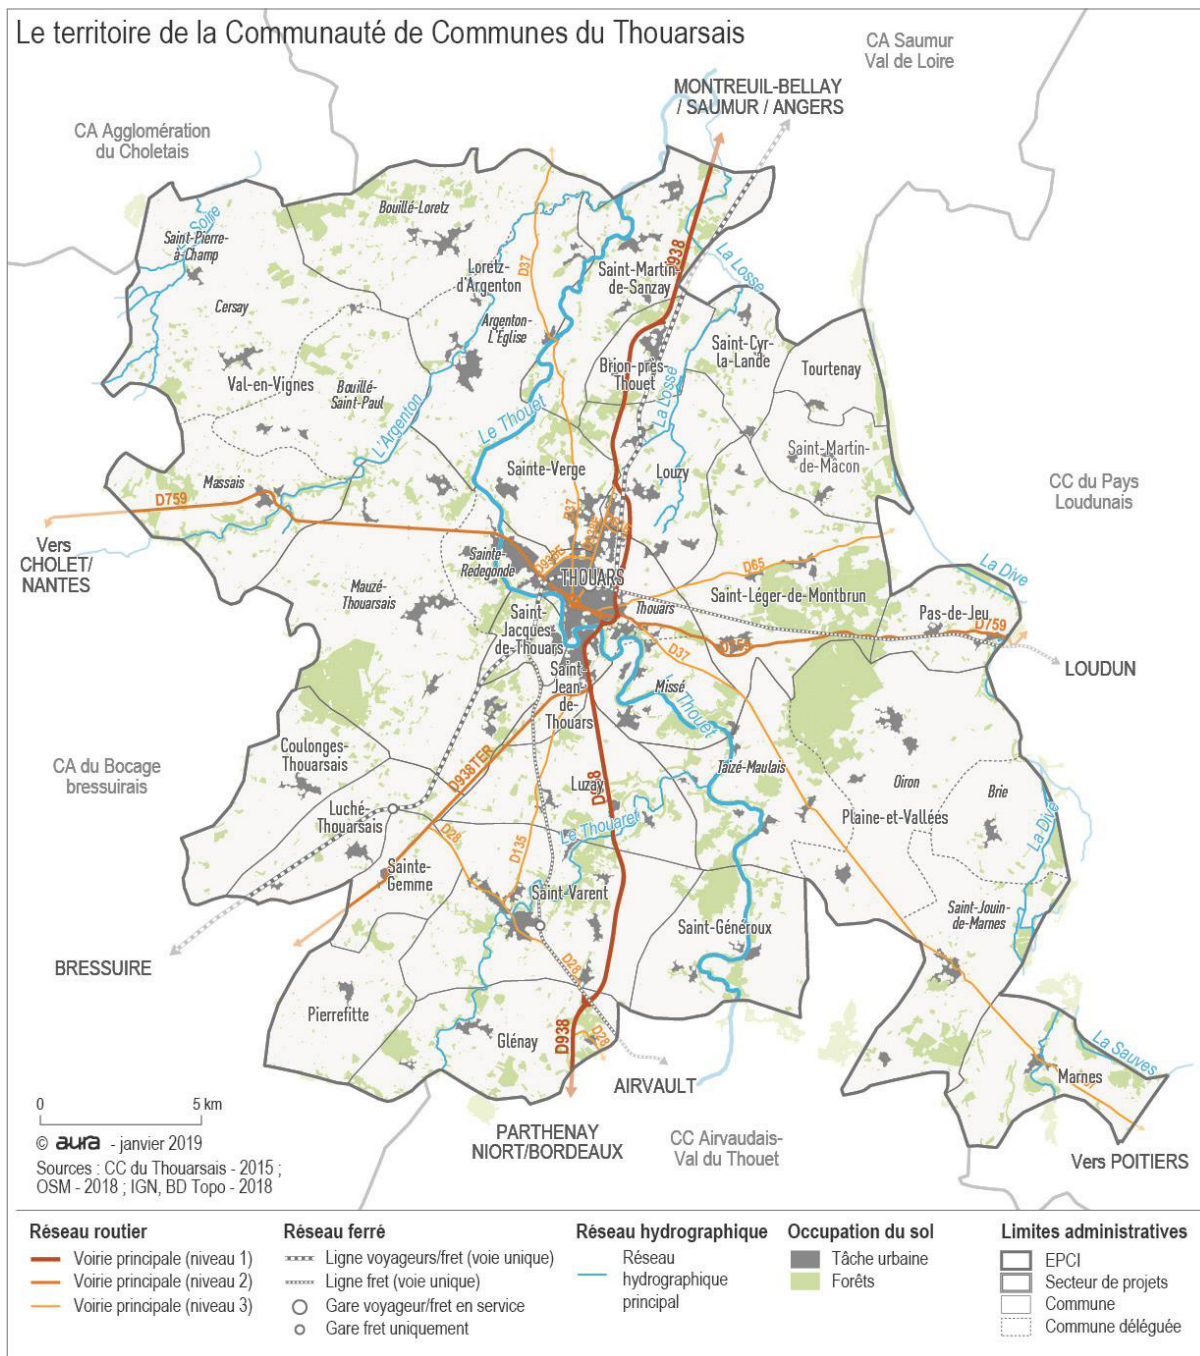 Le territoire de la Communauté de Communes du Thouarsais
CA Saumur
Val de Loire
MONTREUIL-BELLAY
/ SAUMUR / ANGERS
CA Agglomération
du Choletais
Bouillé-Loretz
Saint-Pierre-
à-Champ
D37
D938
La Losse
Loretz-
d'Argenton
Saint-Martin-
de-Sanzay
Cersay
Argenton-
L'Église
Saint-Cyr-
la-Lande
Brion-près-
Thouet
Tourtenay
Val-en-Vignes
Bouillé-
Saint-Paul
La Losse
L'Argenton
Le Thouet
Saint-Martin-
de-Mâcon
Sainte-Verge
Louzy
Massais
D759
CC du Pays
Loudunais
D37
Vers
CHOLET/
NANTES
Sainte-
Radegonde
THOUARS
D65
La Dive
Mauzé-
Thouarsais
Saint-Léger-de-Montbrun
Saint-
Jacques-
de-Thouars
Thouars
Pas-de-Jeu
D759
D759
D37
LOUDUN
Saint-
Jean-
de-
Thouars
Missé
Le Thouet
Coulonges-
Thouarsais
D938TER
Taizé-Maulais
CA du Bocage
bressuirais
Luzay
D938
Oiron
Brie
Luché-
Thouarsais
Plaine-et-Vallées
La Dive
D28
D135
Le Thouaret
Sainte-
Gemme
Saint-Varent
Saint-Jouin-
de-Marnes
Saint-Généroux
BRESSUIRE
D28
Pierrefitte
Glénay
D938
D28
La Sauves
Marnes
AIRVAULT
0 5 km
PARTHENAY
NIORT/BORDEAUX
CC Airvaudais-
Val du Thouet
Vers POITIERS
© aura - janvier 2019
Sources : CC du Thouarsais - 2015 ;
OSM - 2018 ; IGN, BD Topo - 2018
Réseau routier
Voirie principale (niveau 1)
Voirie principale (niveau 2)
Voirie principale (niveau 3)
Réseau ferré
Ligne voyageurs/fret (voie unique)
Ligne fret (voie unique)
Gare voyageur/fret en service
Gare fret uniquement
Réseau hydrographique
Réseau
hydrographique
principal
Occupation du sol
Tâche urbaine
Forêts
Limites administratives
EPCI
Secteur de projets
Commune
Commune déléguée